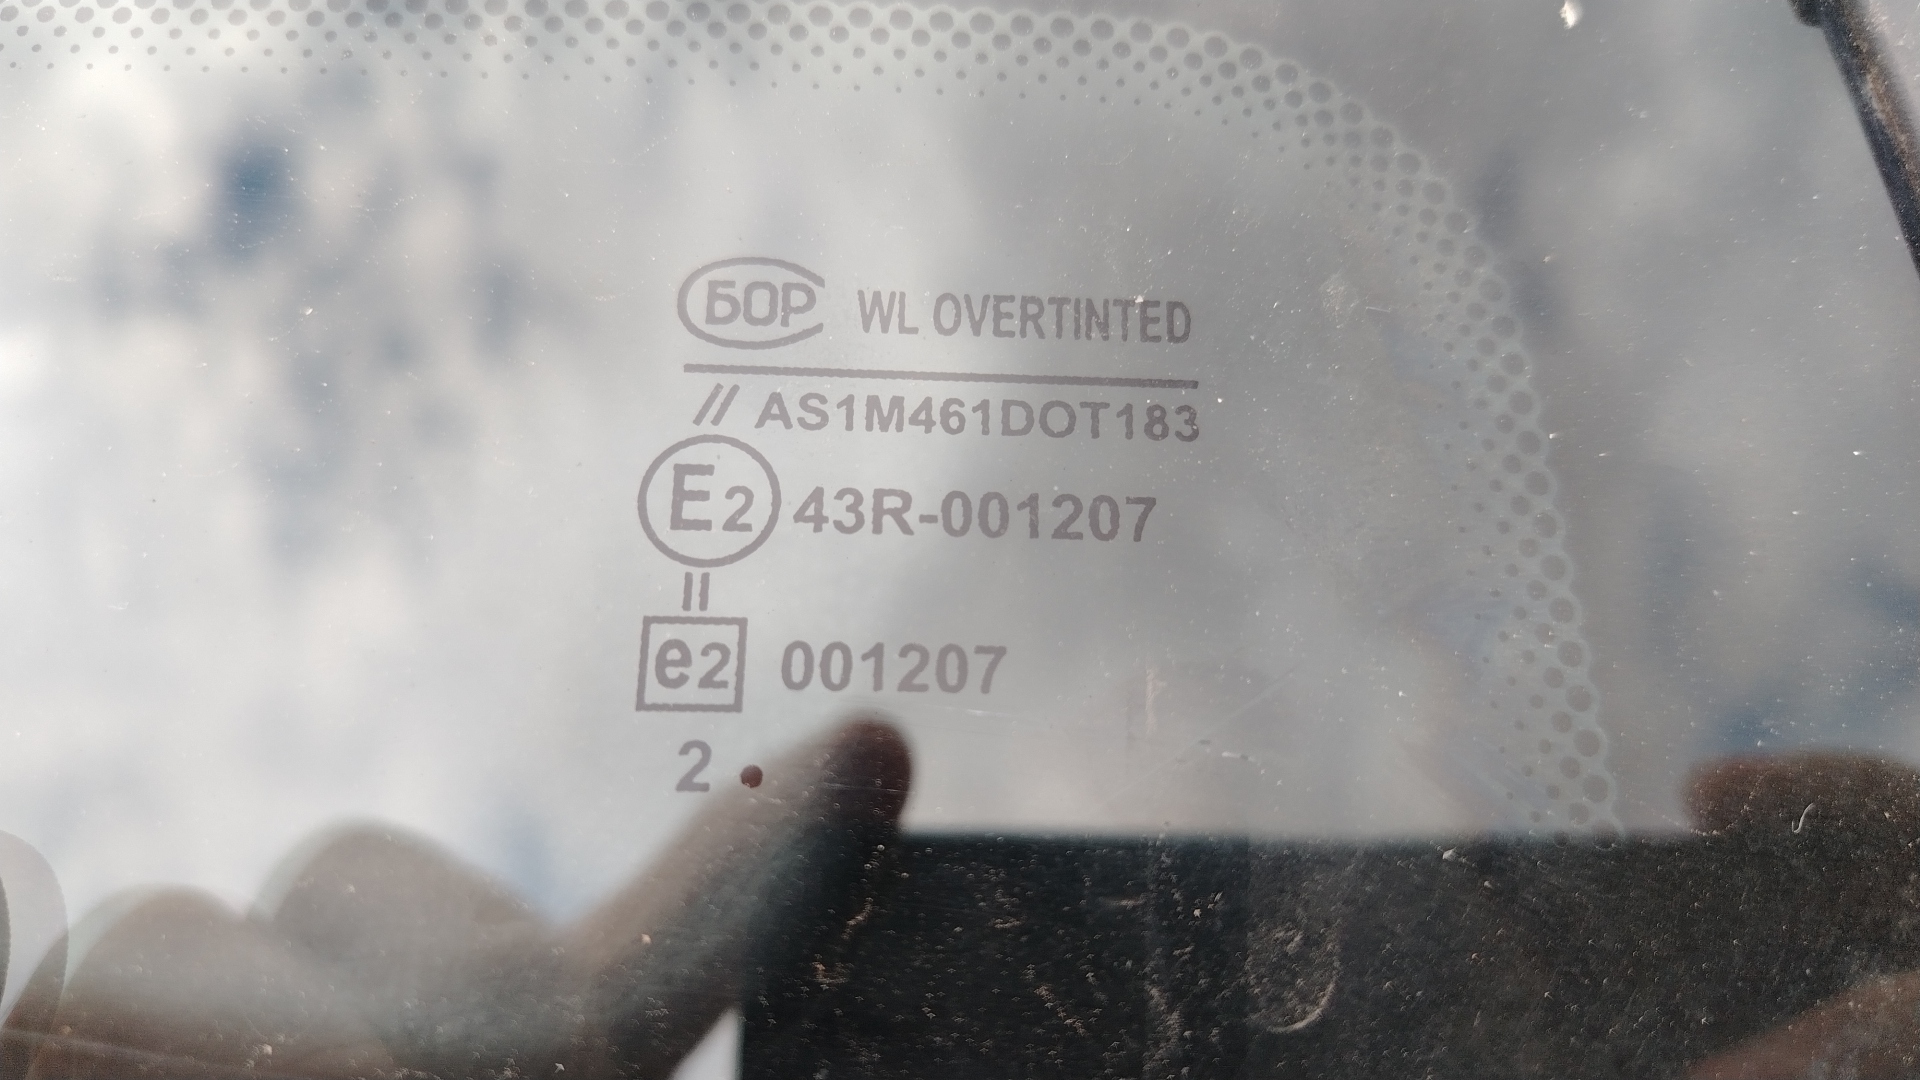 БОР WL OVERTINTED
// AS1M461DOT183
E2 43R-001207
II
e2 001207
2 .